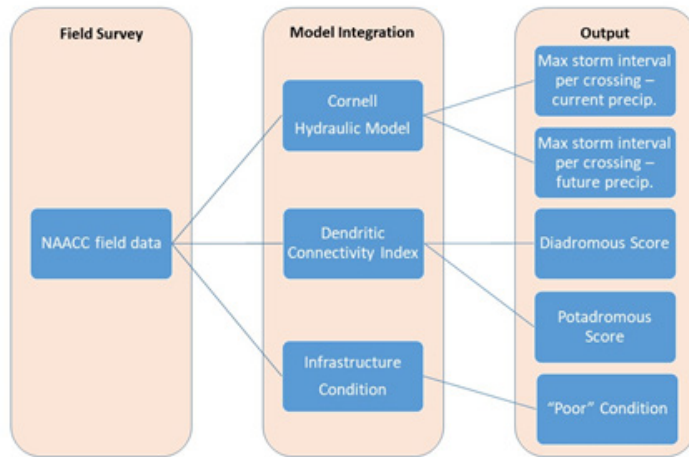 Field Survey
NAACC field data
Model Integration
Cornell
Hydraulic Model
Dendritic
Connectivity Index
Infrastructure
Condition
Output
Max storm interval
per crossing –
current precip.
Max storm interval
per crossing –
future precip.
Diadromous Score
Potadromous
Score
“Poor” Condition